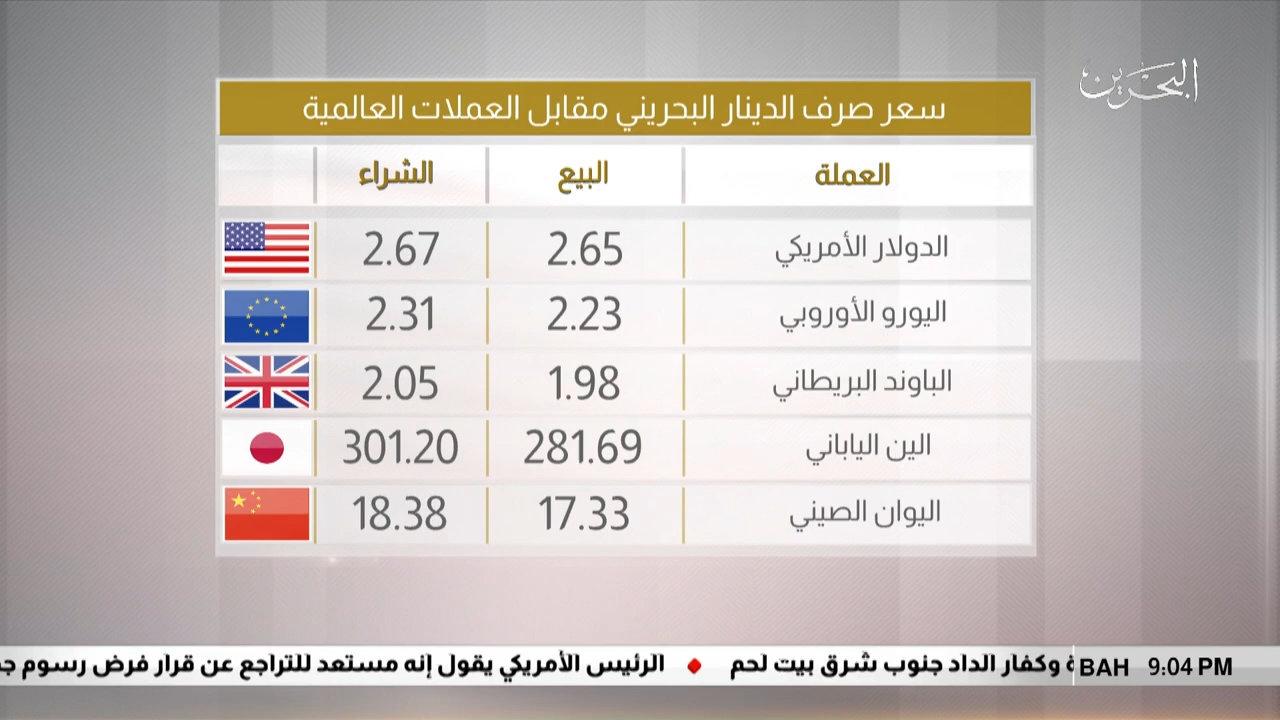 البحرين
سعر صرف الدينار البحريني مقابل العملات العالمية
العملة البيع الشراء
الدولار الأمريكي 2.65 2.67
اليورو الأوروبي 2.23 2.31
الباوند البريطاني 1.98 2.05
الين الياباني 281.69 301.20
اليوان الصيني 17.33 18.38
وكفار الداد جنوب شرق بيت لحم • الرئيس الأمريكي يقول إنه مستعد للتراجع عن قرار فرض رسوم
BAH 9:04 PM